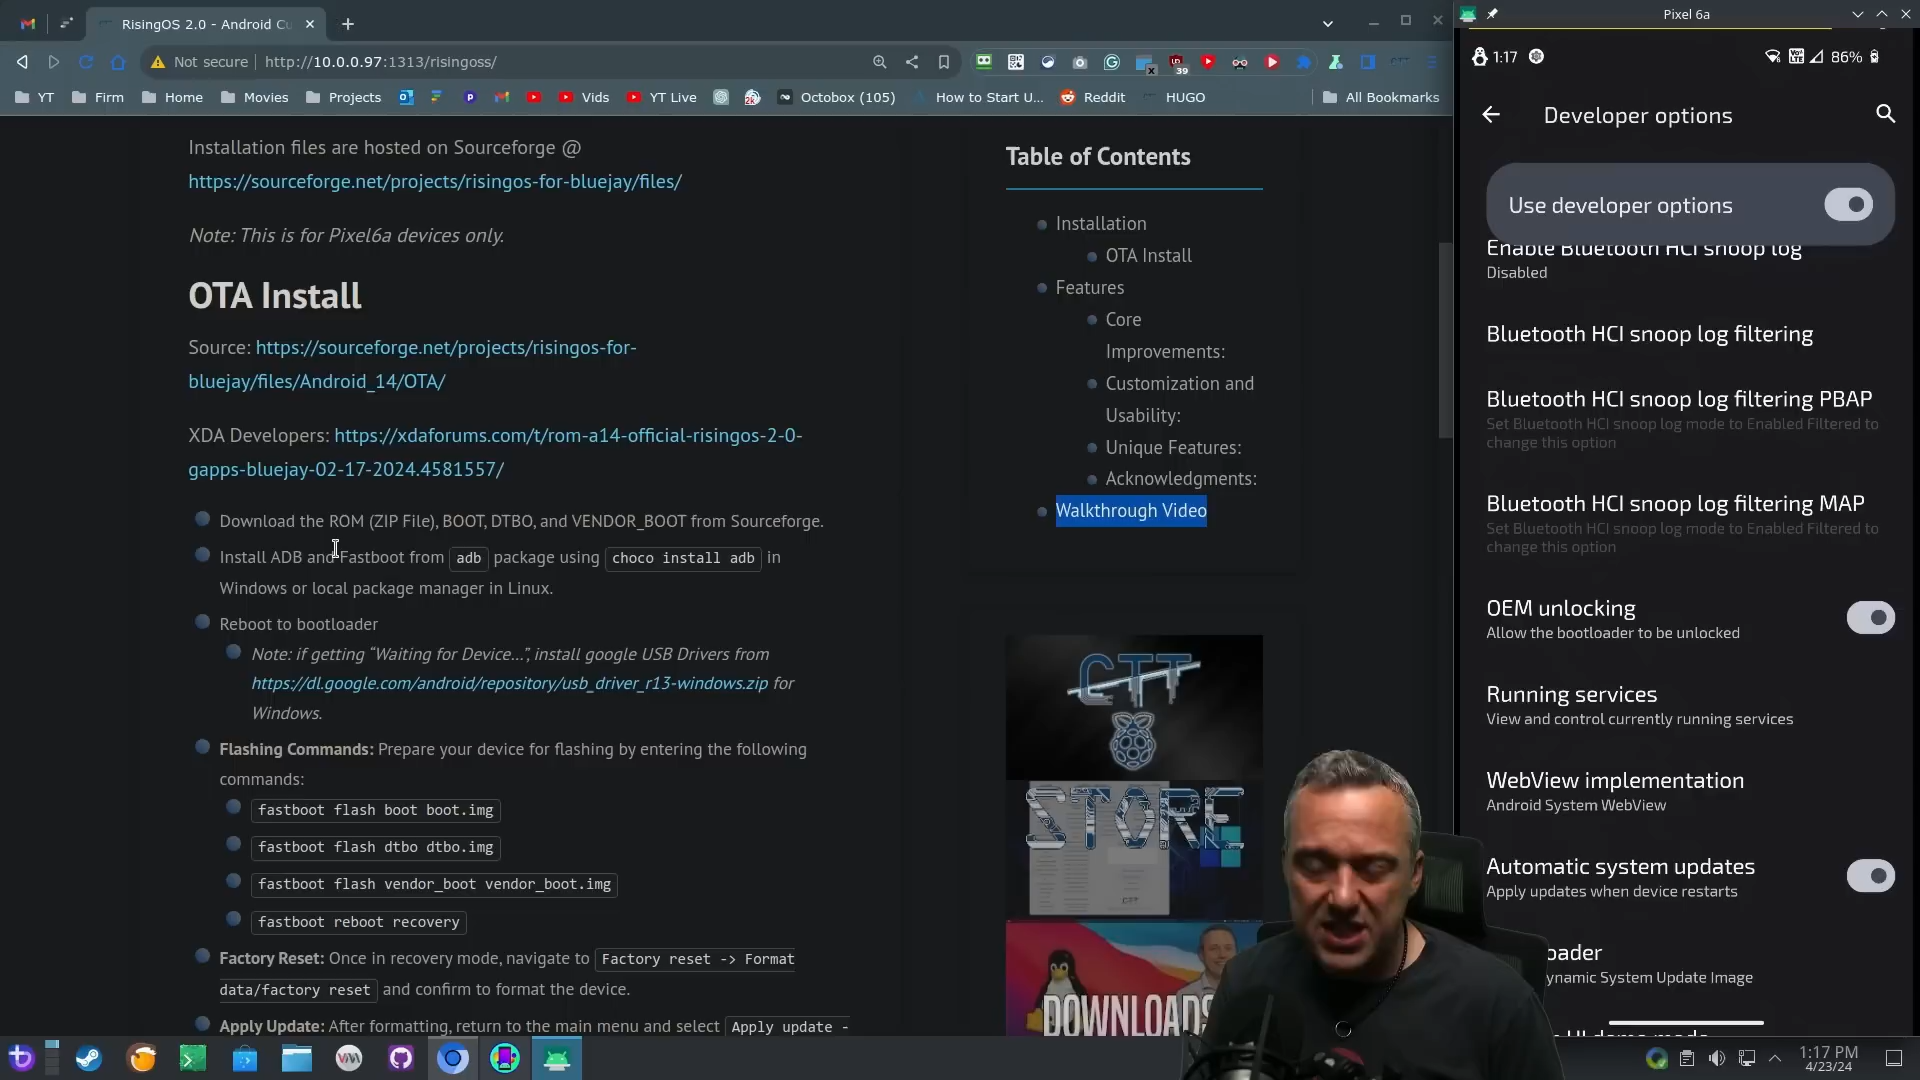 RisingOS 2.0 - Android Cu
Not secure http://10.0.0.97:1313/risingoss/
39
YT Firm Home Movies Projects Vids YT Live Octobox (105) How to Start U... Reddit HUGO All Bookmarks
Installation files are hosted on Sourceforge @
https://sourceforge.net/projects/risingos-for-bluejay/files/
Note: This is for Pixel6a devices only.
OTA Install
Source: https://sourceforge.net/projects/risingos-for-
bluejay/files/Android_14/OTA/
XDA Developers: https://xdaforums.com/t/rom-a14-official-risingos-2-0-
gapps-bluejay-02-17-2024.4581557/
Download the ROM (ZIP File), BOOT, DTBO, and VENDOR_BOOT from Sourceforge.
Install ADB and Fastboot from adb package using choco install adb in
Windows or local package manager in Linux.
Reboot to bootloader
Note: if getting “Waiting for Device...”, install google USB Drivers from
https://dl.google.com/android/repository/usb_driver_r13-windows.zip for
Windows.
Flashing Commands: Prepare your device for flashing by entering the following
commands:
fastboot flash boot boot.img
fastboot flash dtbo dtbo.img
fastboot flash vendor_boot vendor_boot.img
fastboot reboot recovery
Factory Reset: Once in recovery mode, navigate to Factory reset -> Format
data/factory reset and confirm to format the device.
Apply Update: After formatting, return to the main menu and select Apply update -
Table of Contents
Installation
OTA Install
Features
Core
Improvements:
Customization and
Usability:
Unique Features:
Acknowledgments:
Walkthrough Video
CTT
STORE
CTT
DOWNLOADS
Pixel 6a
1:17
86%
Developer options
Use developer options
Enable Bluetooth HCI snoop log
Disabled
Bluetooth HCI snoop log filtering
Bluetooth HCI snoop log filtering PBAP
Set Bluetooth HCI snoop log mode to Enabled Filtered to
change this option
Bluetooth HCI snoop log filtering MAP
Set Bluetooth HCI snoop log mode to Enabled Filtered to
change this option
OEM unlocking
Allow the bootloader to be unlocked
Running services
View and control currently running services
WebView implementation
Android System WebView
Automatic system updates
Apply updates when device restarts
oader
ynamic System Update Image
UI demo mode
1:17 PM
4/23/24